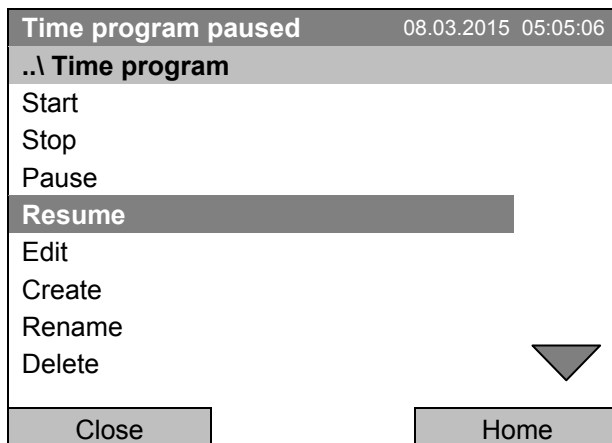 Time program paused 08.03.2015 05:05:06
..\ Time program
Start
Stop
Pause
Resume
Edit
Create
Rename
Delete
Close Home